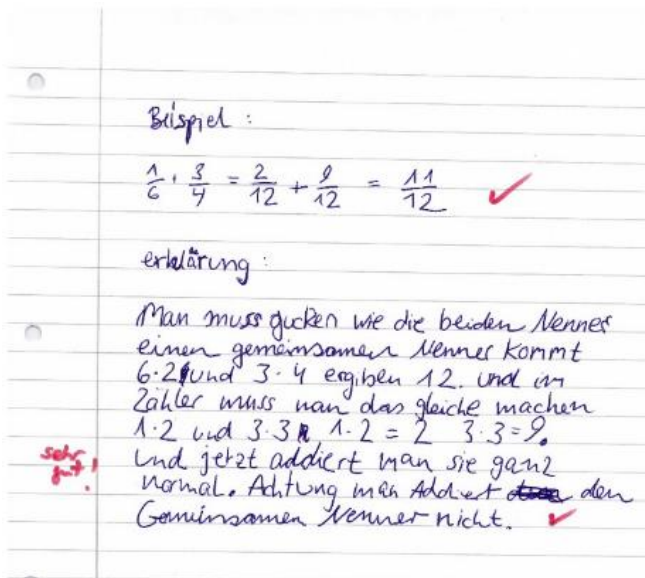 Beispiel :
1/6 + 3/4 = 2/12 + 9/12 = 11/12 ✓
erklärung :
Man muss gucken wie die beiden Nenner
einen gemeinsamen Nenner kommt
6·2 und 3·4 ergiben 12. und im
Zähler muss man das gleiche machen
1·2 und 3·3 1·2 = 2 3·3 = 9.
sehr gut! und jetzt addiert man sie ganz
normal. Achtung man Addiert den
Gemeinsamen Nenner nicht. ✓